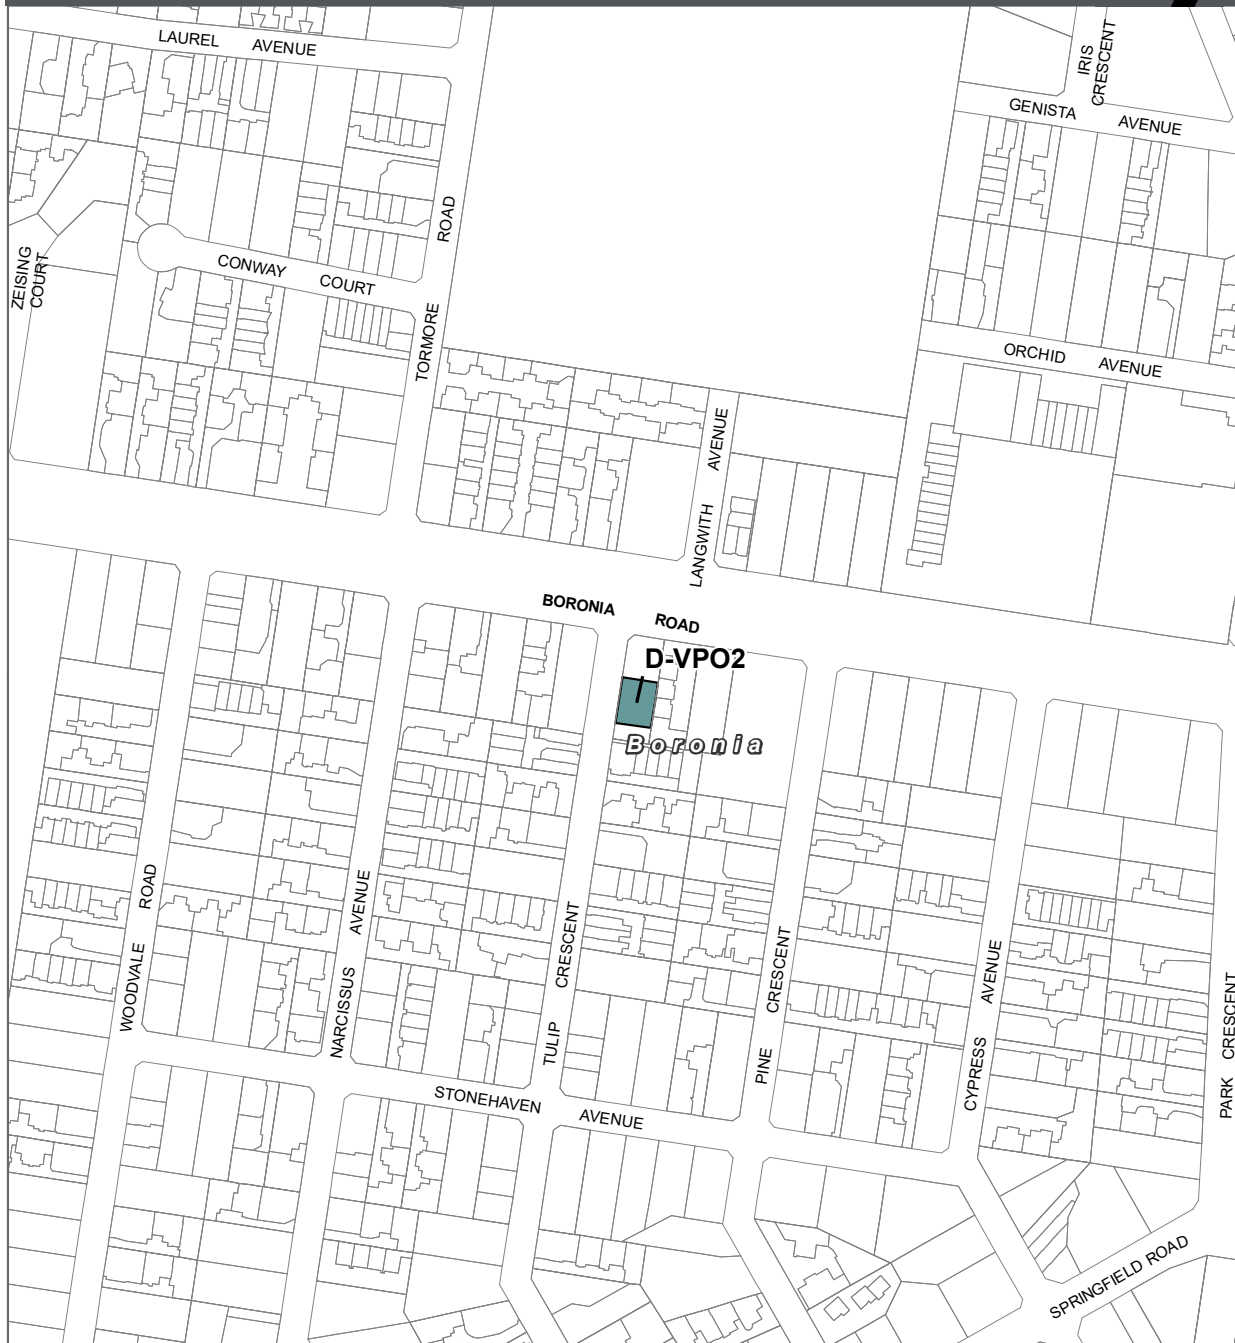 LAUREL AVENUE
IRIS
CRESCENT
GENISTA AVENUE
ROAD
TORMORE
ZEISING
COURT
CONWAY COURT
ORCHID AVENUE
AVENUE
LANGWITH
BORONIA ROAD
D-VPO2
Boronia
ROAD
WOODVALE
AVENUE
NARCISSUS
CRESCENT
TULIP
CRESCENT
PINE
AVENUE
CYPRESS
CRESCENT
PARK
STONEHAVEN AVENUE
SPRINGFIELD ROAD